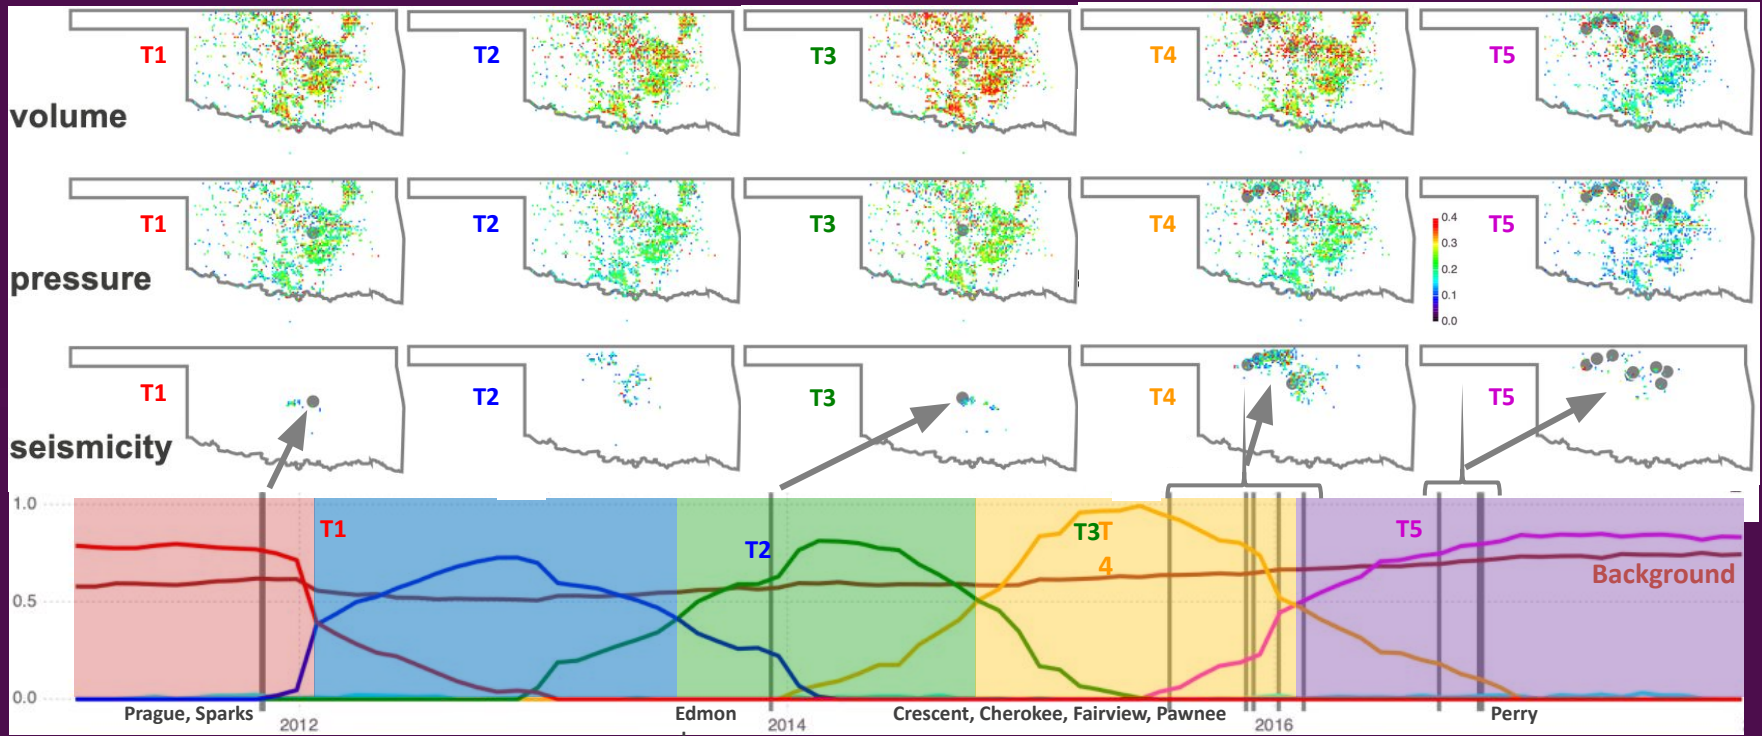 T1 T2 T3 T4 T5
volume
T1 T2 T3 T4 T5
pressure
0.4
0.3
0.2
0.1
0.0
T1 T2 T3 T4 T5
seismicity
1.0
T1 T2 T3T
4 T5
Background
0.5
0.0
Prague, Sparks Edmon Crescent, Cherokee, Fairview, Pawnee Perry
2012 2014 2016